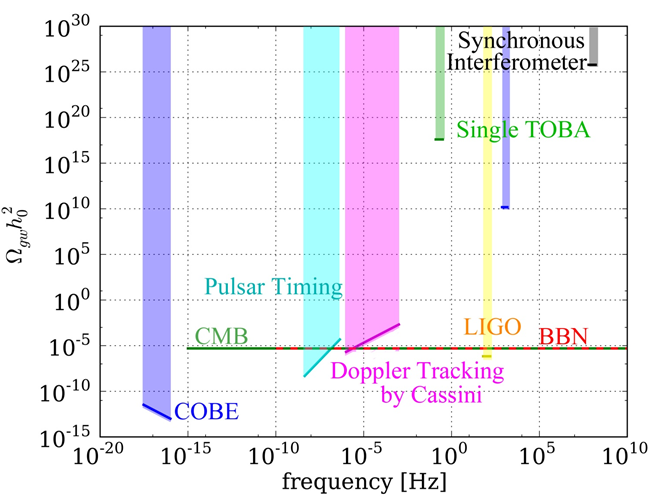 10^30
10^25
10^20
10^15
10^10
10^5
10^0
10^-5
10^-10
10^-15
Ω_gw h_0^2
Synchronous
Interferometer
Single TOBA
Pulsar Timing
CMB
LIGO
BBN
Doppler Tracking
by Cassini
COBE
10^-20 10^-15 10^-10 10^-5 10^0 10^5 10^10
frequency [Hz]